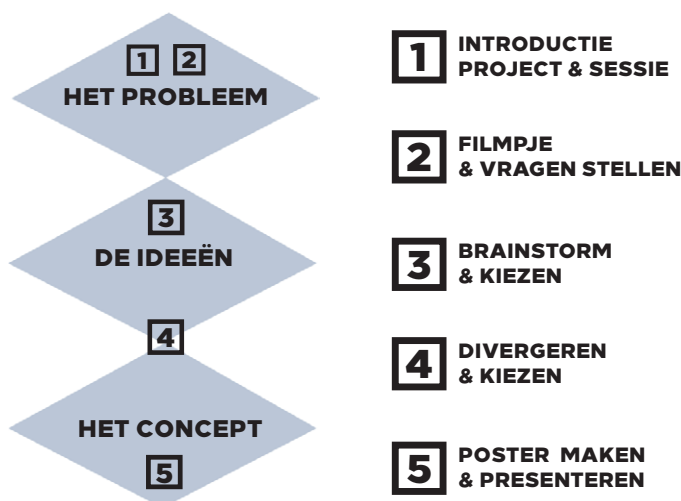 1 2
HET PROBLEEM
3
DE IDEEËN
4
HET CONCEPT
5
1 INTRODUCTIE
PROJECT & SESSIE
2 FILMPJE
& VRAGEN STELLEN
3 BRAINSTORM
& KIEZEN
4 DIVERGEREN
& KIEZEN
5 POSTER MAKEN
& PRESENTEREN